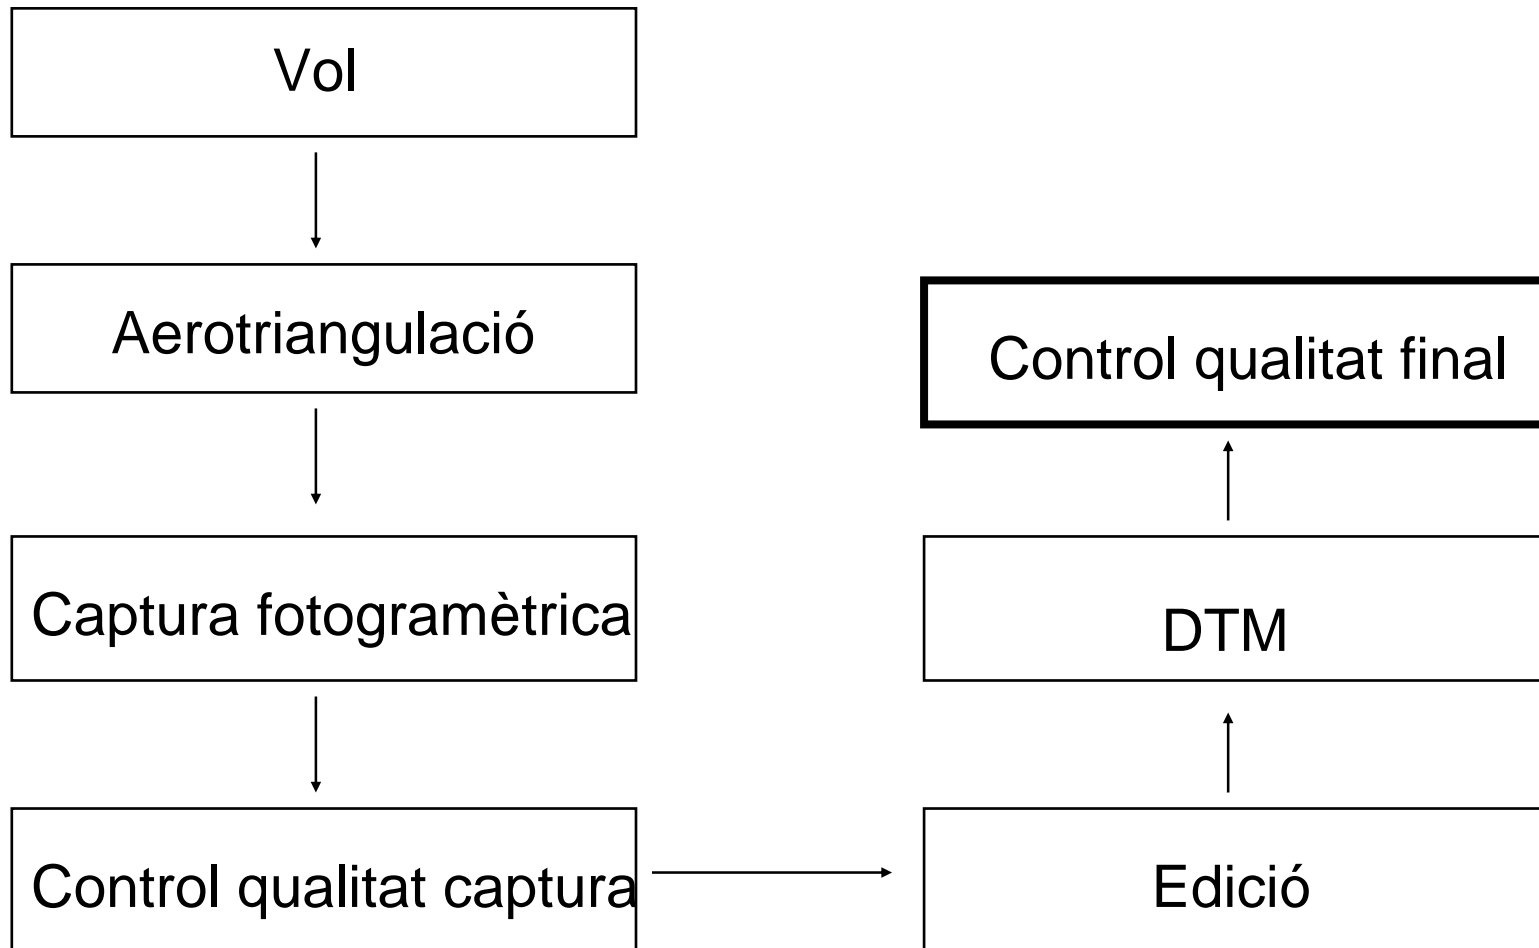 Vol
Aerotriangulació
Captura fotogramètrica
Control qualitat captura
Edició
DTM
Control qualitat final